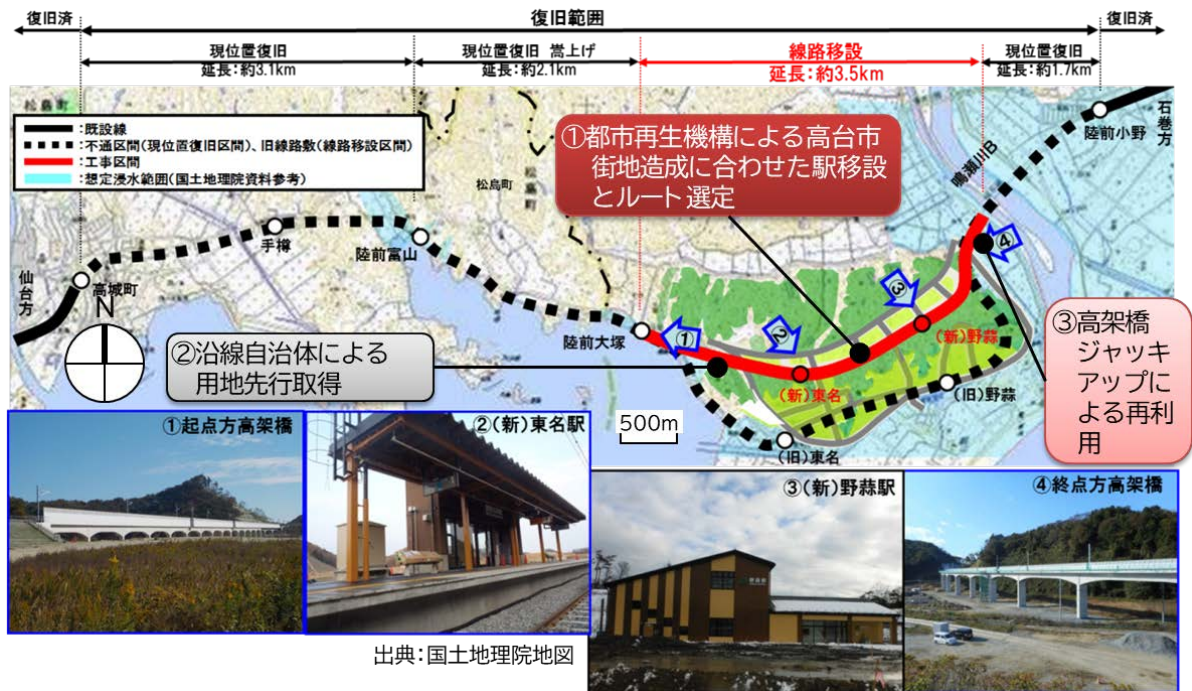 復旧済
復旧範囲
復旧済
現位置復旧
延長:約3.1km
現位置復旧 嵩上げ
延長:約2.1km
線路移設
延長:約3.5km
現位置復旧
延長:約1.7km
松島町
:既設線
:不通区間(現位置復旧区間)、旧線路敷(線路移設区間)
:工事区間
:想定浸水範囲(国土地理院資料参考)
①都市再生機構による高台市
街地造成に合わせた駅移設
とルート選定
石巻方
陸前小野
鳴瀬川B
松島町
松島町
手樽
陸前富山
仙台方
高城町
N
陸前大塚
①
②
③
④
(新)野蒜
(新)東名
(旧)野蒜
(旧)東名
②沿線自治体による
用地先行取得
③高架橋
ジャッキ
アップに
よる再利
用
500m
①起点方高架橋
②(新)東名駅
③(新)野蒜駅
④終点方高架橋
出典:国土地理院地図